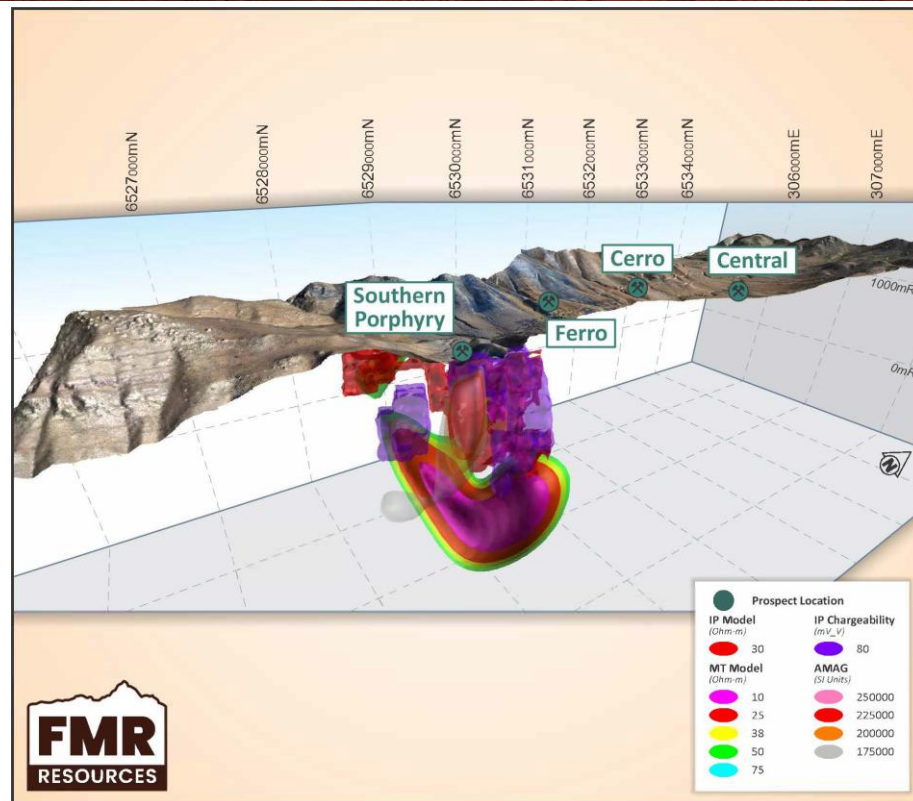 6527000mN
6528000mN
6529000mN
6530000mN
6531000mN
6532000mN
6533000mN
6534000mN
306000mE
307000mE
Cerro
Central
Southern
Porphyry
Ferro
1000mR
0mR
N
Prospect Location
IP Model
(Ohm-m)
30
IP Chargeability
(mV_V)
80
MT Model
(Ohm-m)
10
25
38
50
75
AMAG
(SI Units)
250000
225000
200000
175000
FMR
RESOURCES